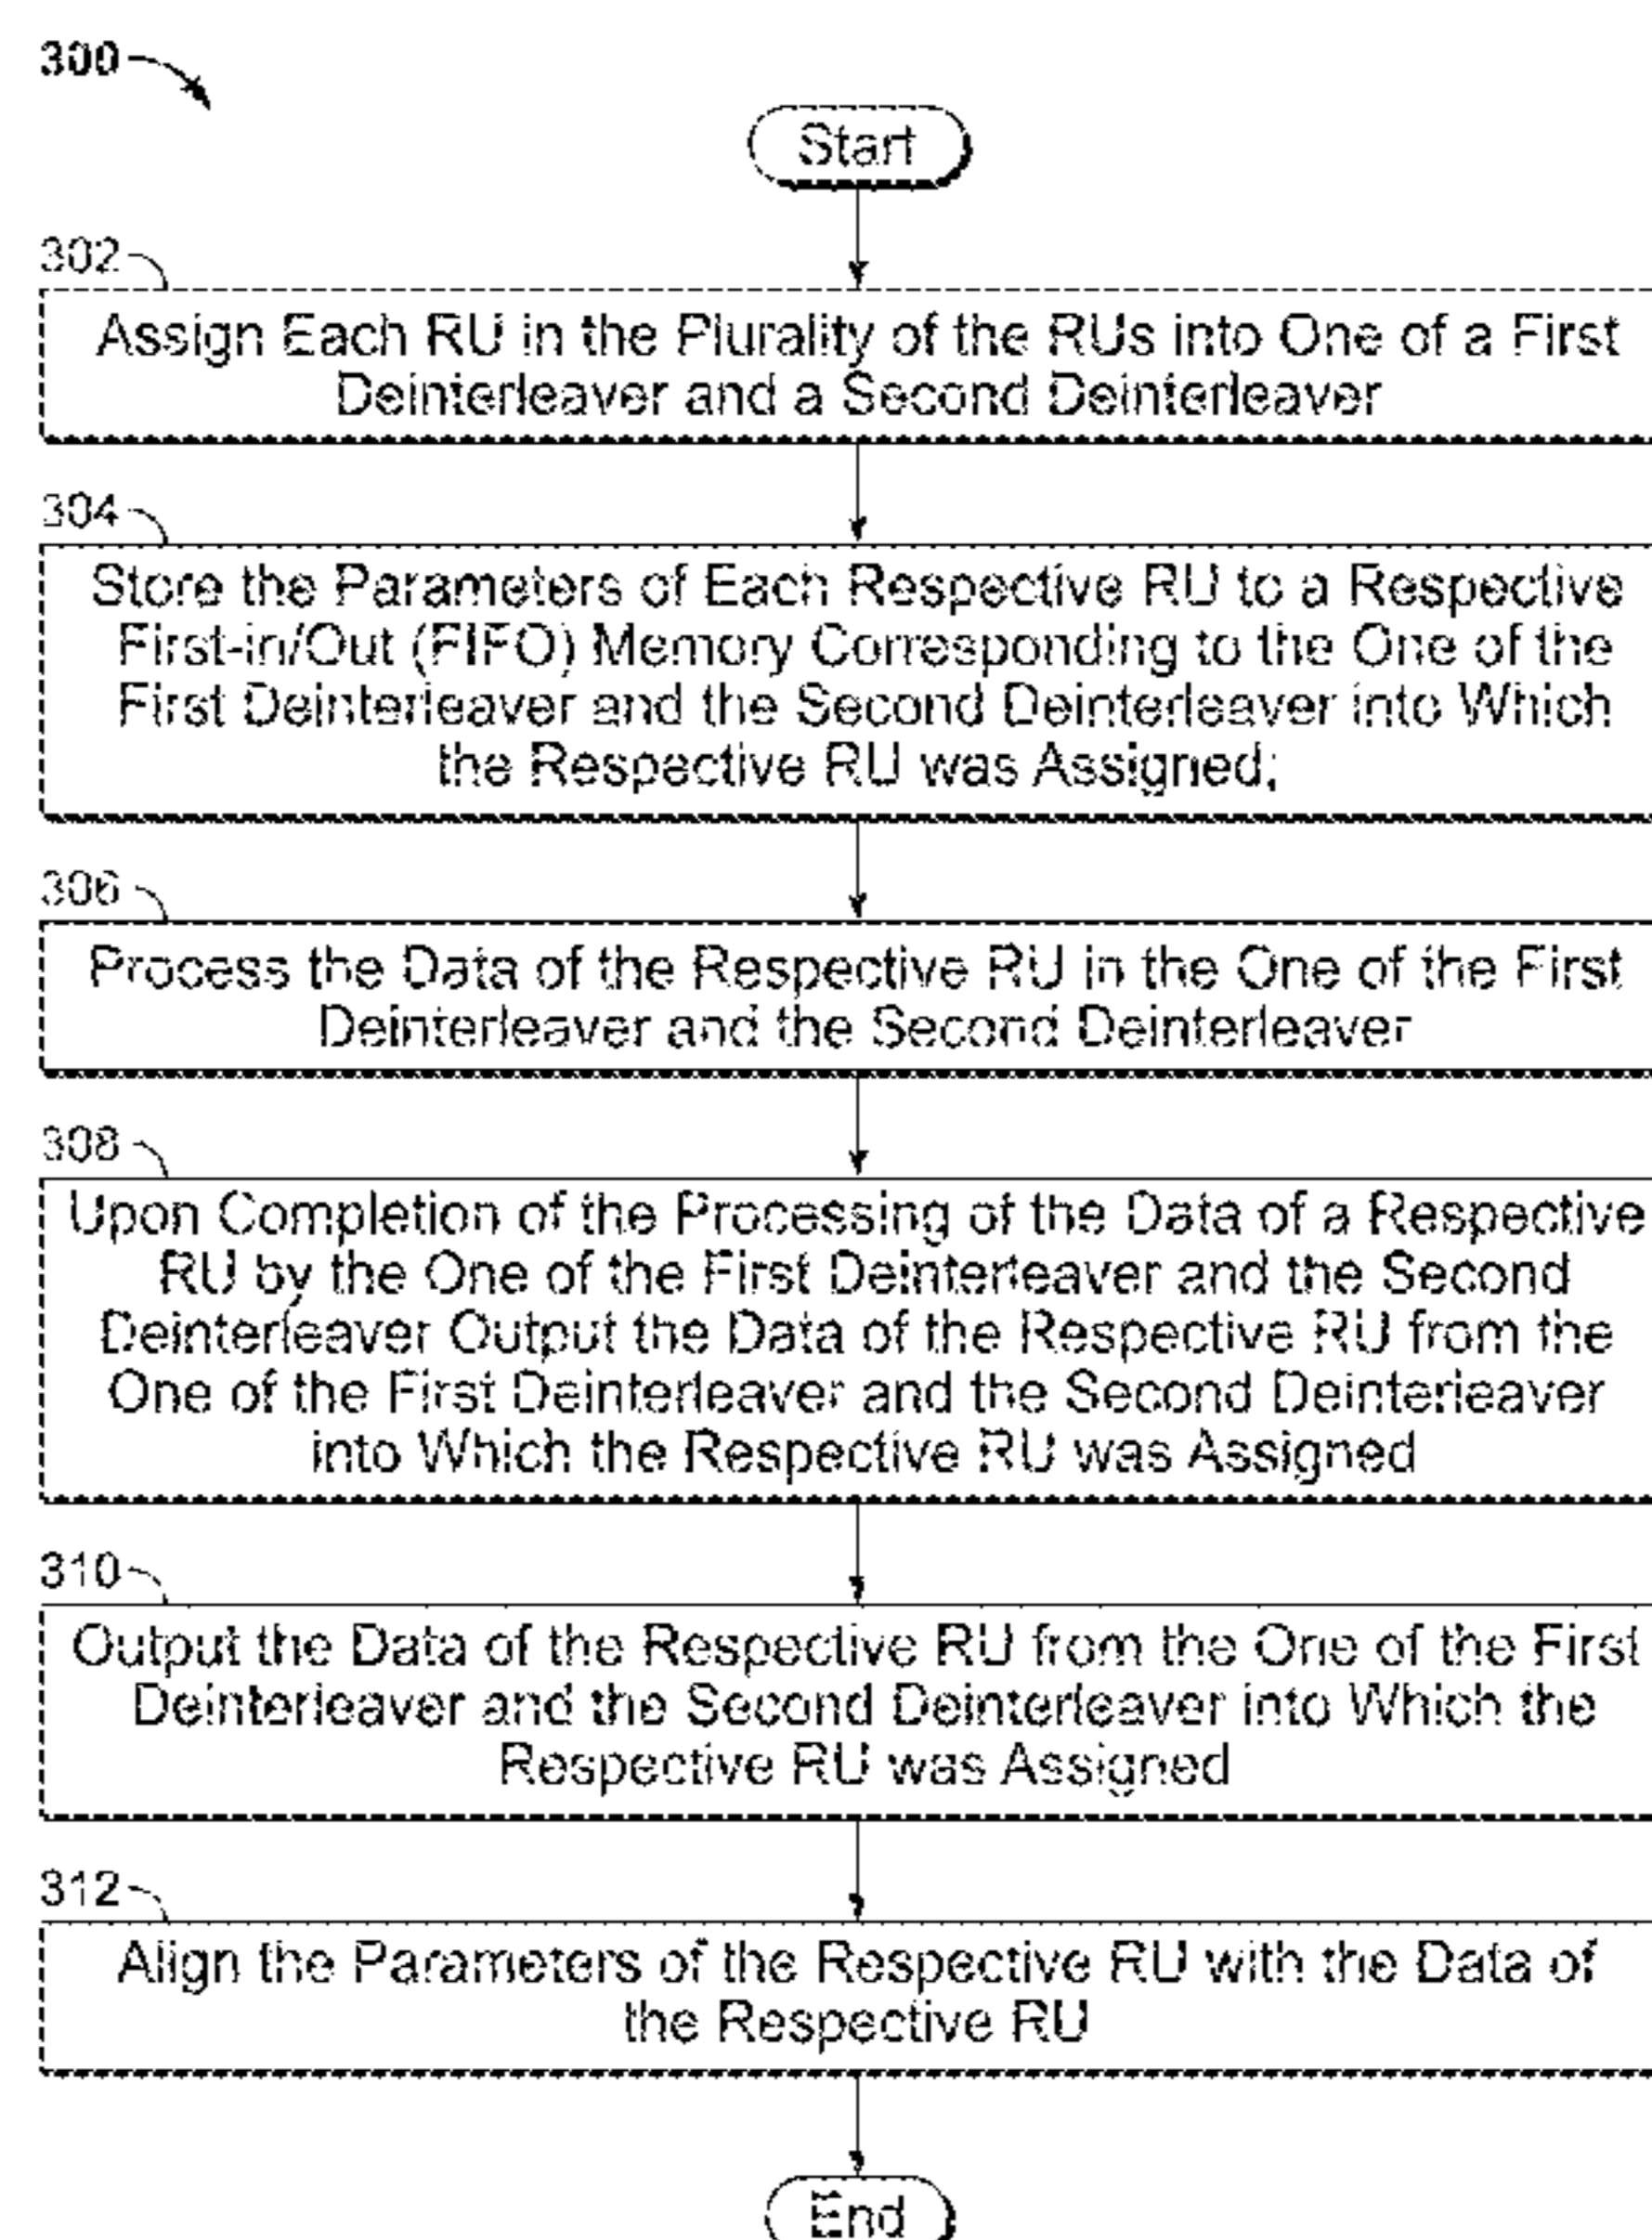 300
Start
302
Assign Each RU in the Plurality of the RUs into One of a First
Deinterleaver and a Second Deinterleaver
304
Store the Parameters of Each Respective RU to a Respective
First-in/Out (FIFO) Memory Corresponding to the One of the
First Deinterleaver and the Second Deinterleaver into Which
the Respective RU was Assigned;
306
Process the Data of the Respective RU in the One of the First
Deinterleaver and the Second Deinterleaver
308
Upon Completion of the Processing of the Data of a Respective
RU by the One of the First Deinterleaver and the Second
Deinterleaver Output the Data of the Respective RU from the
One of the First Deinterleaver and the Second Deinterleaver
into Which the Respective RU was Assigned
310
Output the Data of the Respective RU from the One of the First
Deinterleaver and the Second Deinterleaver into Which the
Respective RU was Assigned
312
Align the Parameters of the Respective RU with the Data of
the Respective RU
End